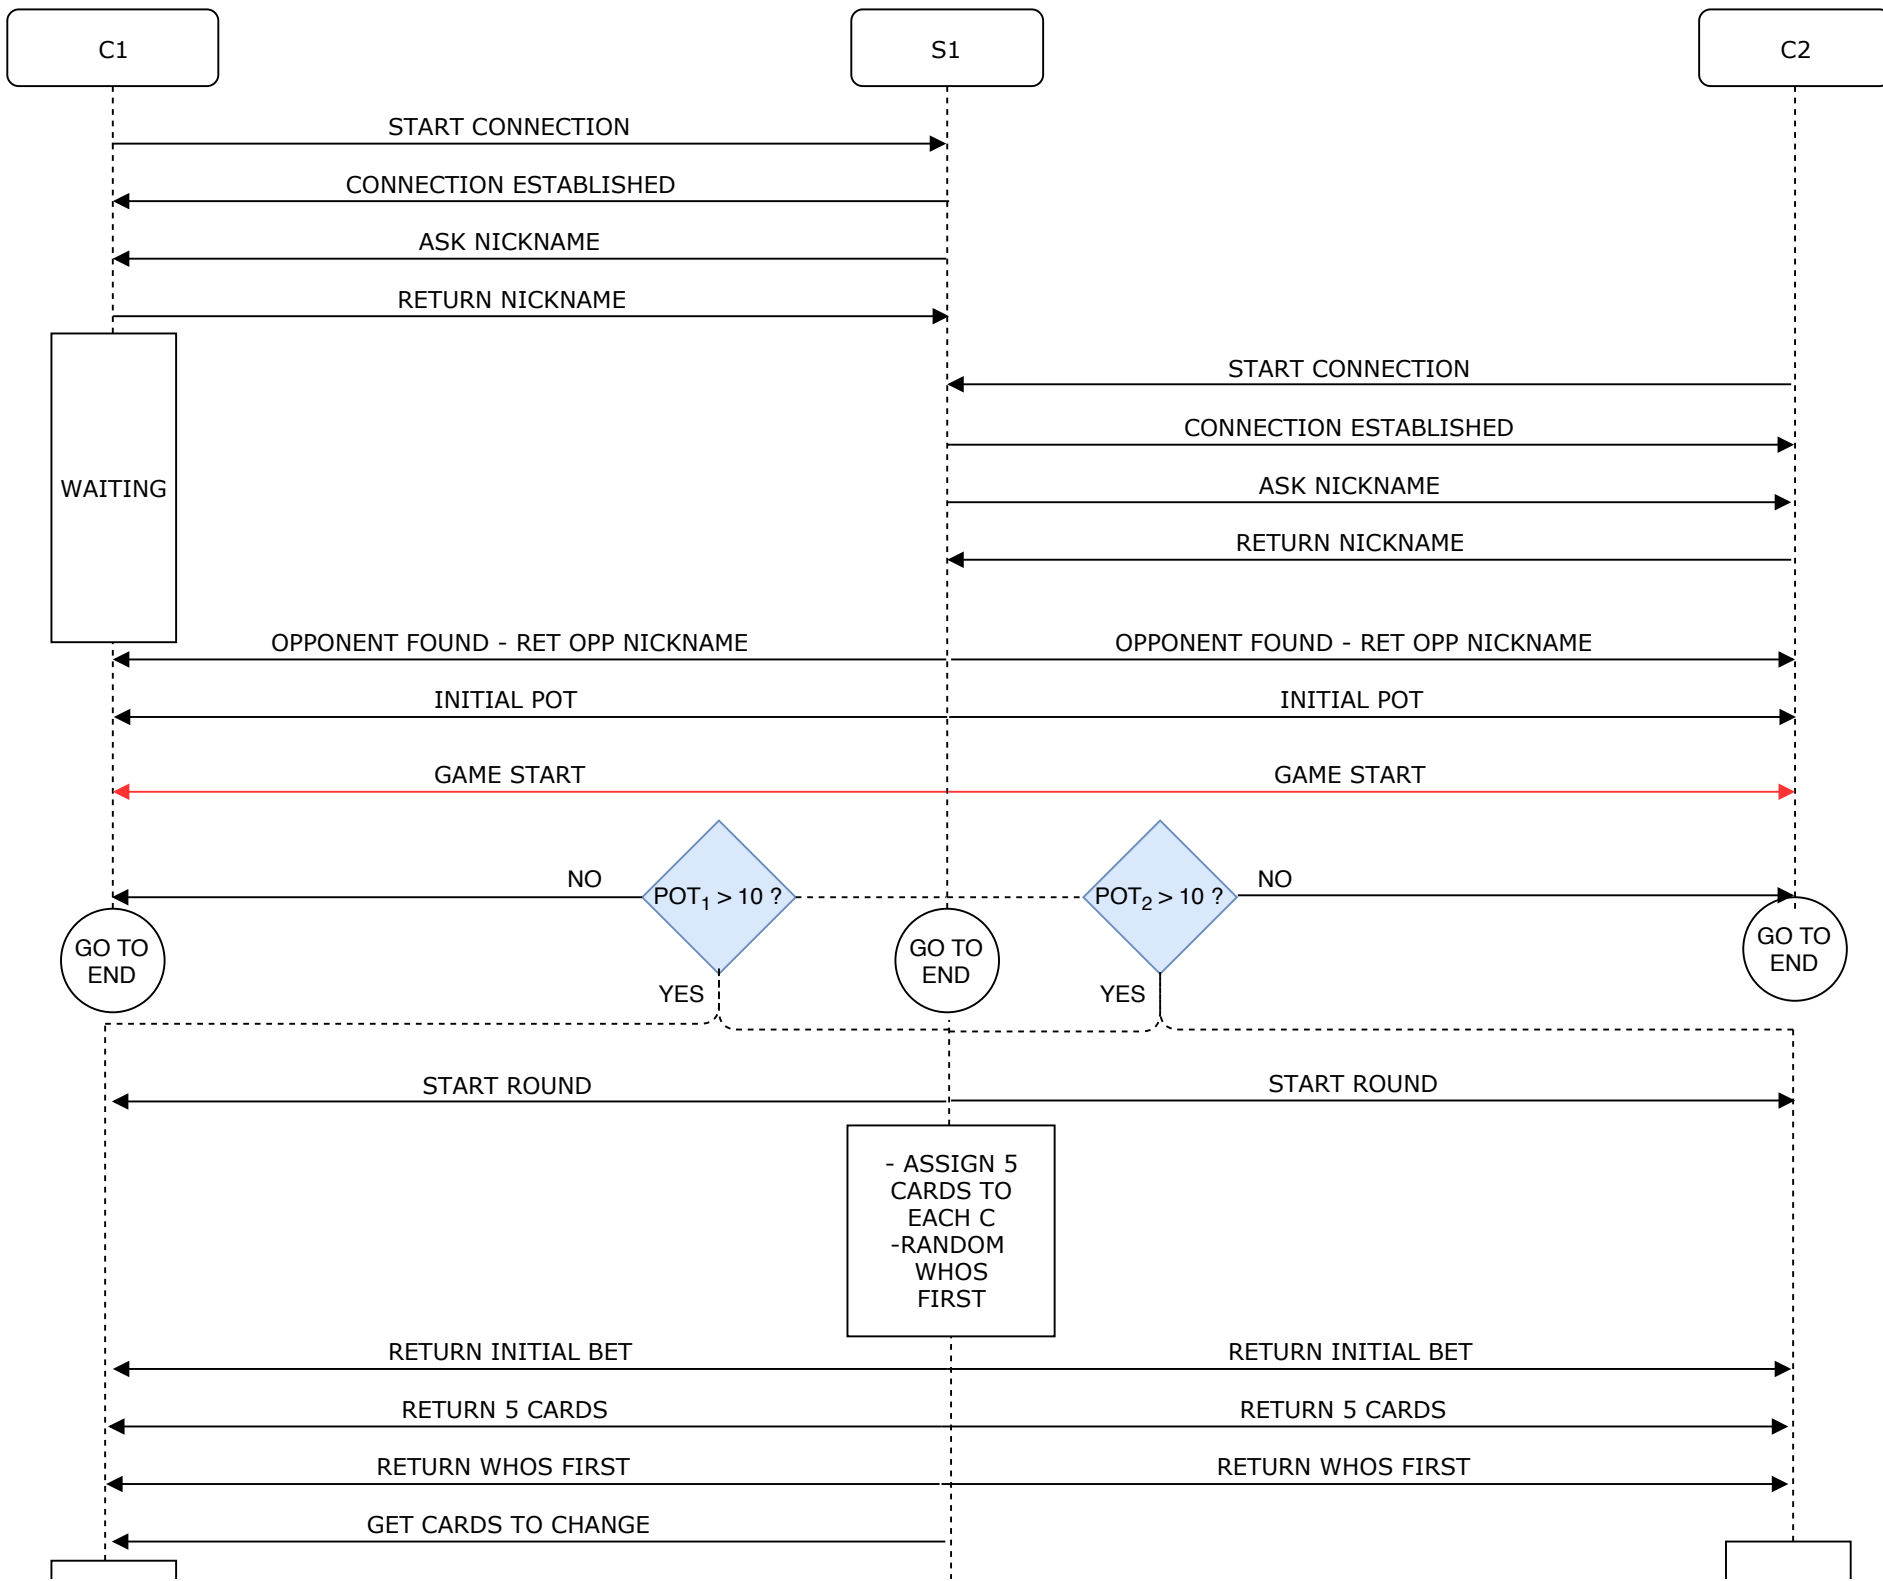 C1
S1
C2
START CONNECTION
CONNECTION ESTABLISHED
ASK NICKNAME
RETURN NICKNAME
START CONNECTION
CONNECTION ESTABLISHED
WAITING
ASK NICKNAME
RETURN NICKNAME
OPPONENT FOUND - RET OPP NICKNAME
OPPONENT FOUND - RET OPP NICKNAME
INITIAL POT
INITIAL POT
GAME START
GAME START
NO
POT₁ > 10 ?
POT₂ > 10 ?
NO
GO TO
END
GO TO
END
GO TO
END
YES
YES
START ROUND
START ROUND
- ASSIGN 5
CARDS TO
EACH C
-RANDOM
WHOS
FIRST
RETURN INITIAL BET
RETURN INITIAL BET
RETURN 5 CARDS
RETURN 5 CARDS
RETURN WHOS FIRST
RETURN WHOS FIRST
GET CARDS TO CHANGE